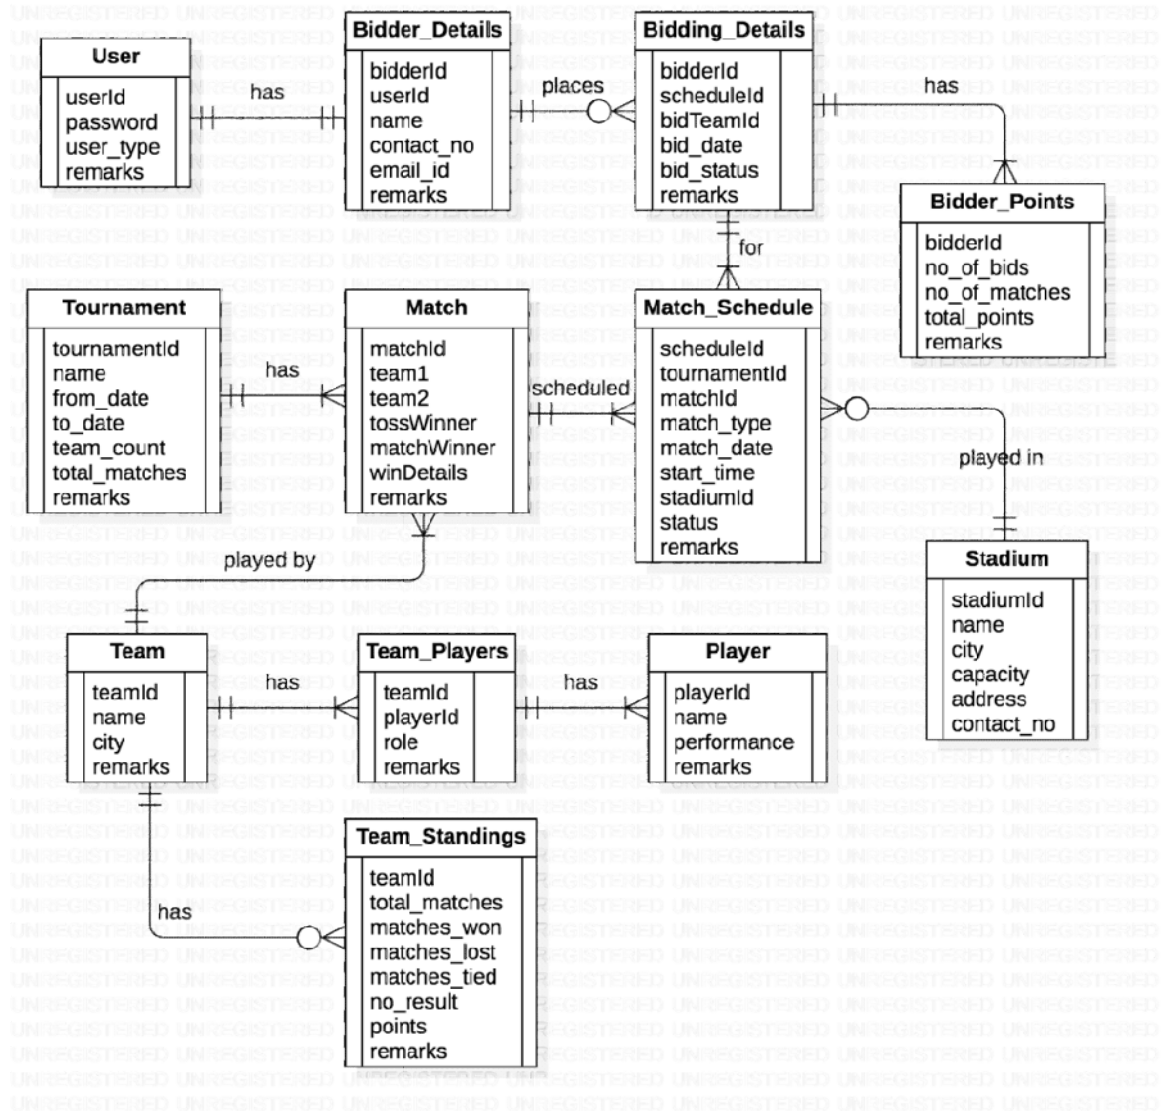 User
userId
password
user_type
remarks
has
Bidder_Details
bidderId
userId
name
contact_no
email_id
remarks
places
Bidding_Details
bidderId
scheduleId
bidTeamId
bid_date
bid_status
remarks
has
Bidder_Points
bidderId
no_of_bids
no_of_matches
total_points
remarks
for
Tournament
tournamentId
name
from_date
to_date
team_count
total_matches
remarks
has
Match
matchId
team1
team2
tossWinner
matchWinner
winDetails
remarks
scheduled
Match_Schedule
scheduleId
tournamentId
matchId
match_type
match_date
start_time
stadiumId
status
remarks
played in
Stadium
stadiumId
name
city
capacity
address
contact_no
played by
Team
teamId
name
city
remarks
has
Team_Players
teamId
playerId
role
remarks
has
Player
playerId
name
performance
remarks
has
Team_Standings
teamId
total_matches
matches_won
matches_lost
matches_tied
no_result
points
remarks
UNREGISTERED